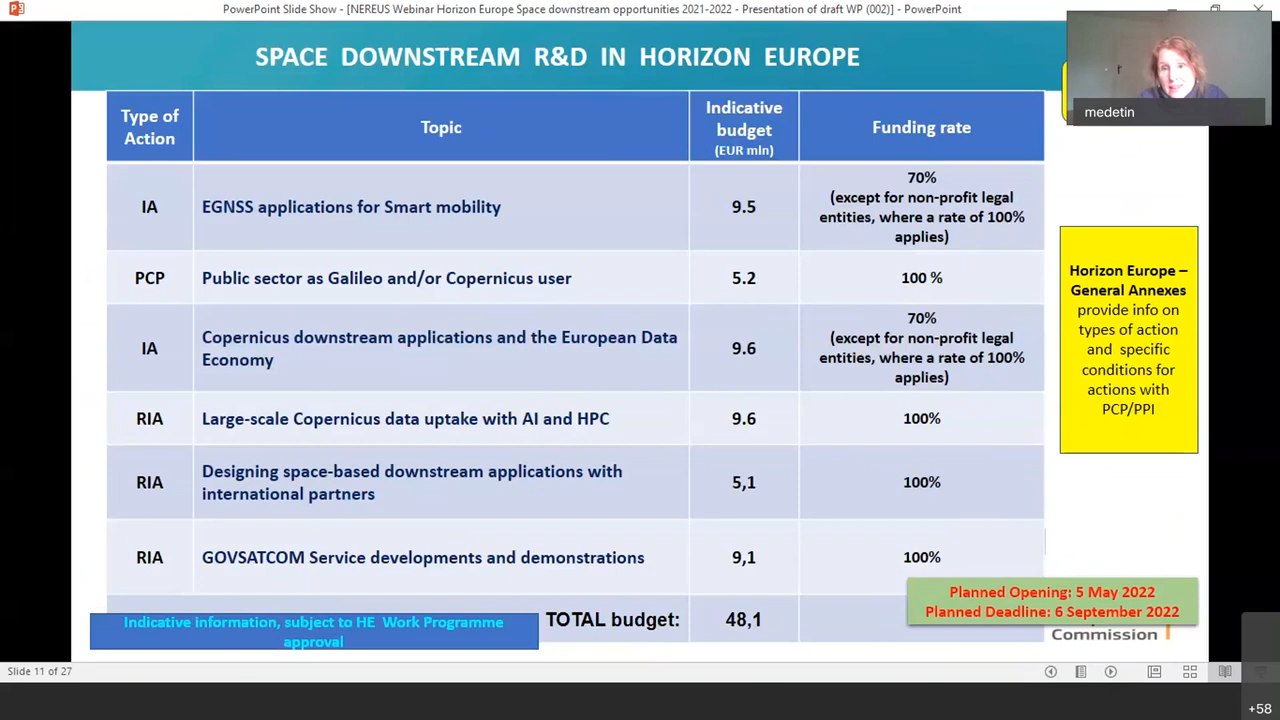 PowerPoint Slide Show - [NEREUS Webinar Horizon Europe Space downstream opportunities 2021-2022 - Presentation of draft WP (002)] - PowerPoint
SPACE DOWNSTREAM R&D IN HORIZON EUROPE
medetin
Type of
Action
Topic
Indicative
budget
(EUR mln)
Funding rate
IA
EGNSS applications for Smart mobility
9.5
70%
(except for non-profit legal
entities, where a rate of 100%
applies)
PCP
Public sector as Galileo and/or Copernicus user
5.2
100 %
IA
Copernicus downstream applications and the European Data
Economy
9.6
70%
(except for non-profit legal
entities, where a rate of 100%
applies)
RIA
Large-scale Copernicus data uptake with AI and HPC
9.6
100%
RIA
Designing space-based downstream applications with
international partners
5,1
100%
RIA
GOVSATCOM Service developments and demonstrations
9,1
100%
TOTAL budget:
48,1
Horizon Europe –
General Annexes
provide info on
types of action
and specific
conditions for
actions with
PCP/PPI
Planned Opening: 5 May 2022
Planned Deadline: 6 September 2022
Commission
Indicative information, subject to HE Work Programme
approval
Slide 11 of 27
+58